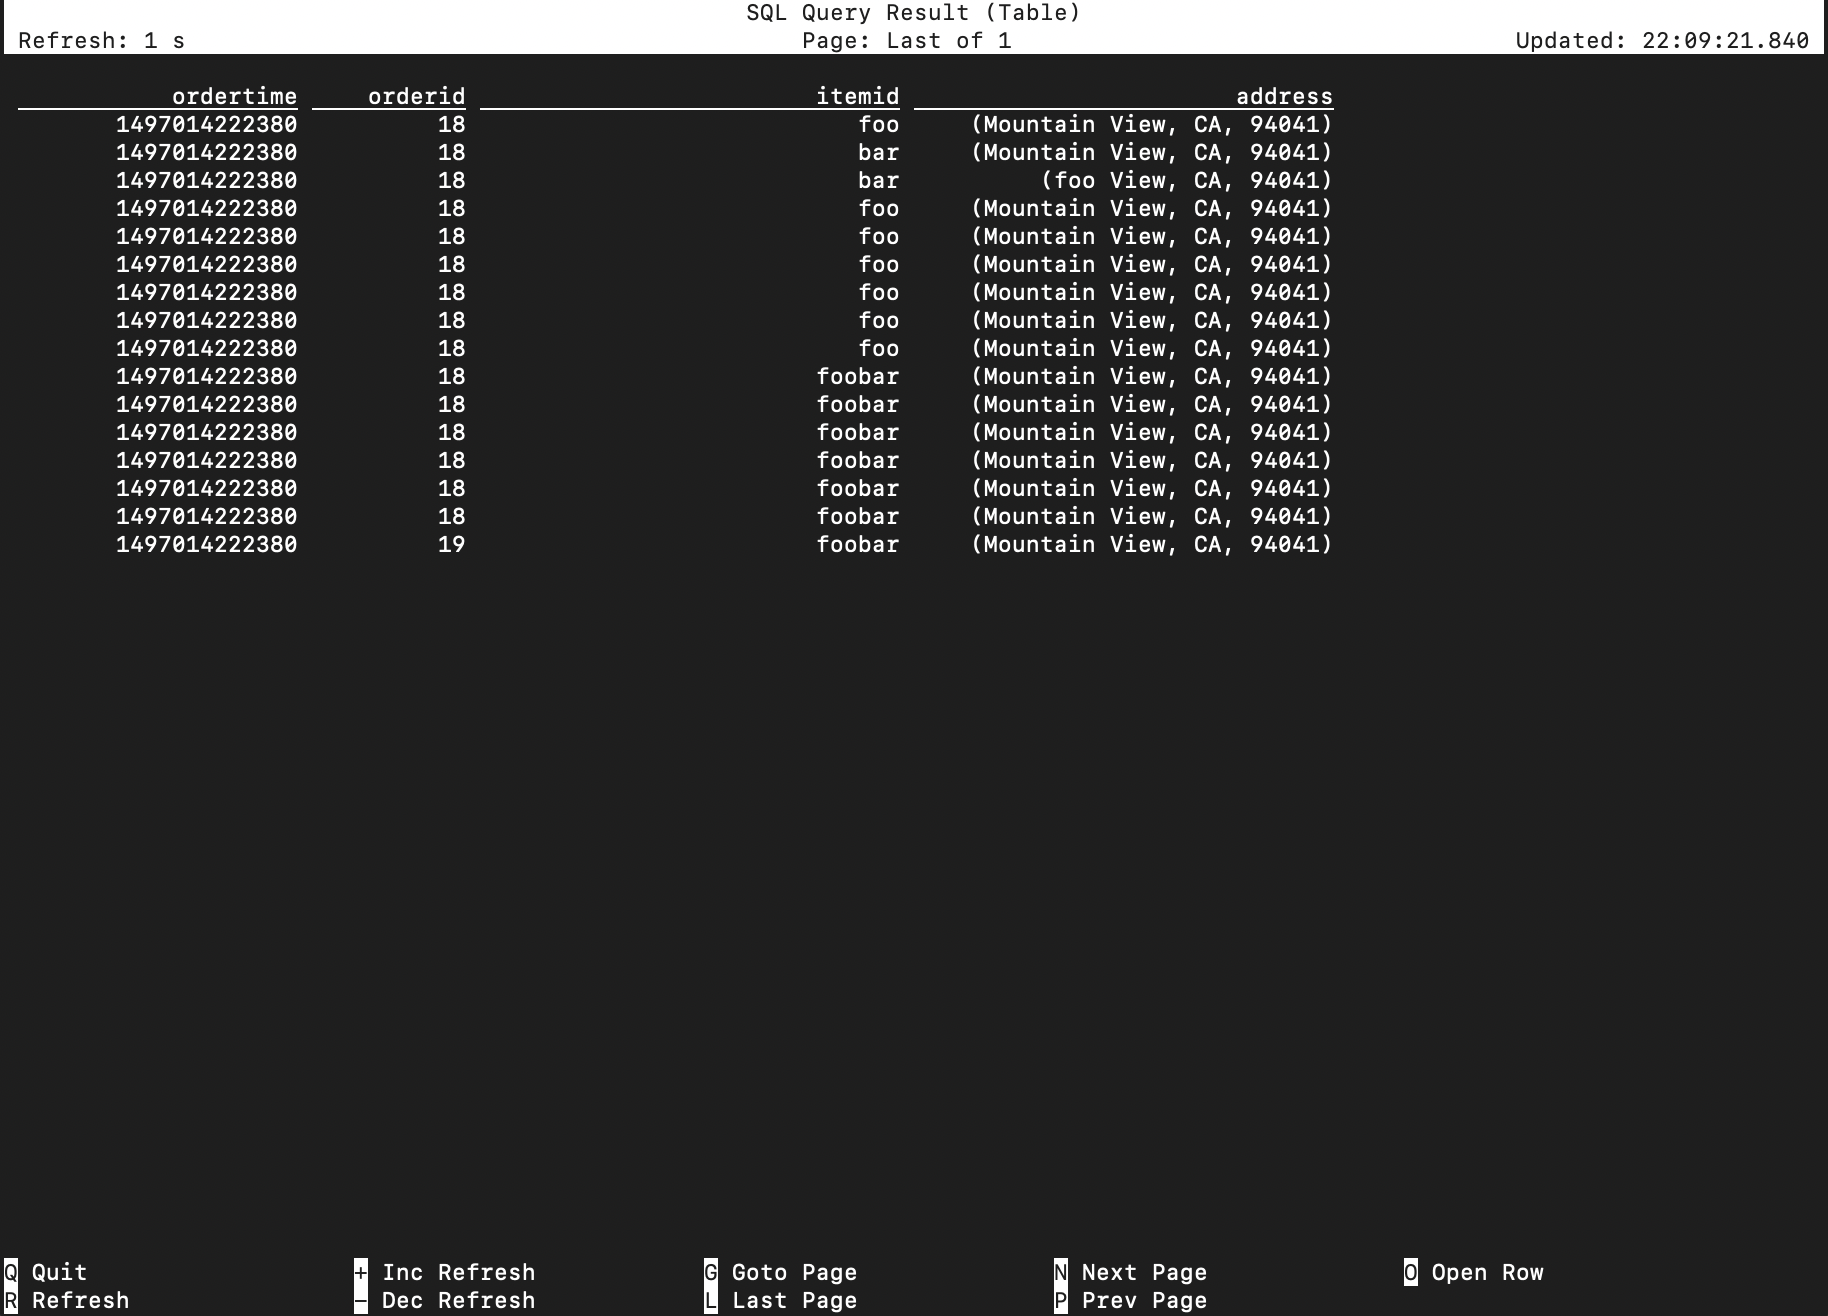 SQL Query Result (Table)
Refresh: 1 s Page: Last of 1 Updated: 22:09:21.840
ordertime orderid itemid address
1497014222380 18 foo (Mountain View, CA, 94041)
1497014222380 18 bar (Mountain View, CA, 94041)
1497014222380 18 bar (foo View, CA, 94041)
1497014222380 18 foo (Mountain View, CA, 94041)
1497014222380 18 foo (Mountain View, CA, 94041)
1497014222380 18 foo (Mountain View, CA, 94041)
1497014222380 18 foo (Mountain View, CA, 94041)
1497014222380 18 foo (Mountain View, CA, 94041)
1497014222380 18 foo (Mountain View, CA, 94041)
1497014222380 18 foobar (Mountain View, CA, 94041)
1497014222380 18 foobar (Mountain View, CA, 94041)
1497014222380 18 foobar (Mountain View, CA, 94041)
1497014222380 18 foobar (Mountain View, CA, 94041)
1497014222380 18 foobar (Mountain View, CA, 94041)
1497014222380 18 foobar (Mountain View, CA, 94041)
1497014222380 19 foobar (Mountain View, CA, 94041)
Q Quit + Inc Refresh G Goto Page N Next Page O Open Row
R Refresh - Dec Refresh L Last Page P Prev Page